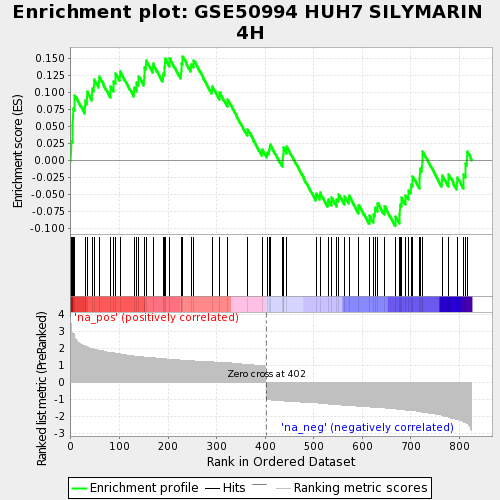 Enrichment plot: GSE50994 HUH7 SILYMARIN
4H
Enrichment score (ES)
0.150
0.125
0.100
0.075
0.050
0.025
0.000
-0.025
-0.050
-0.075
-0.100
'na_pos' (positively correlated)
Ranked list metric (PreRanked)
4
3
2
1
0
-1
-2
-3
Zero cross at 402
'na_neg' (negatively correlated)
0 100 200 300 400 500 600 700 800
Rank in Ordered Dataset
Enrichment profile Hits Ranking metric scores